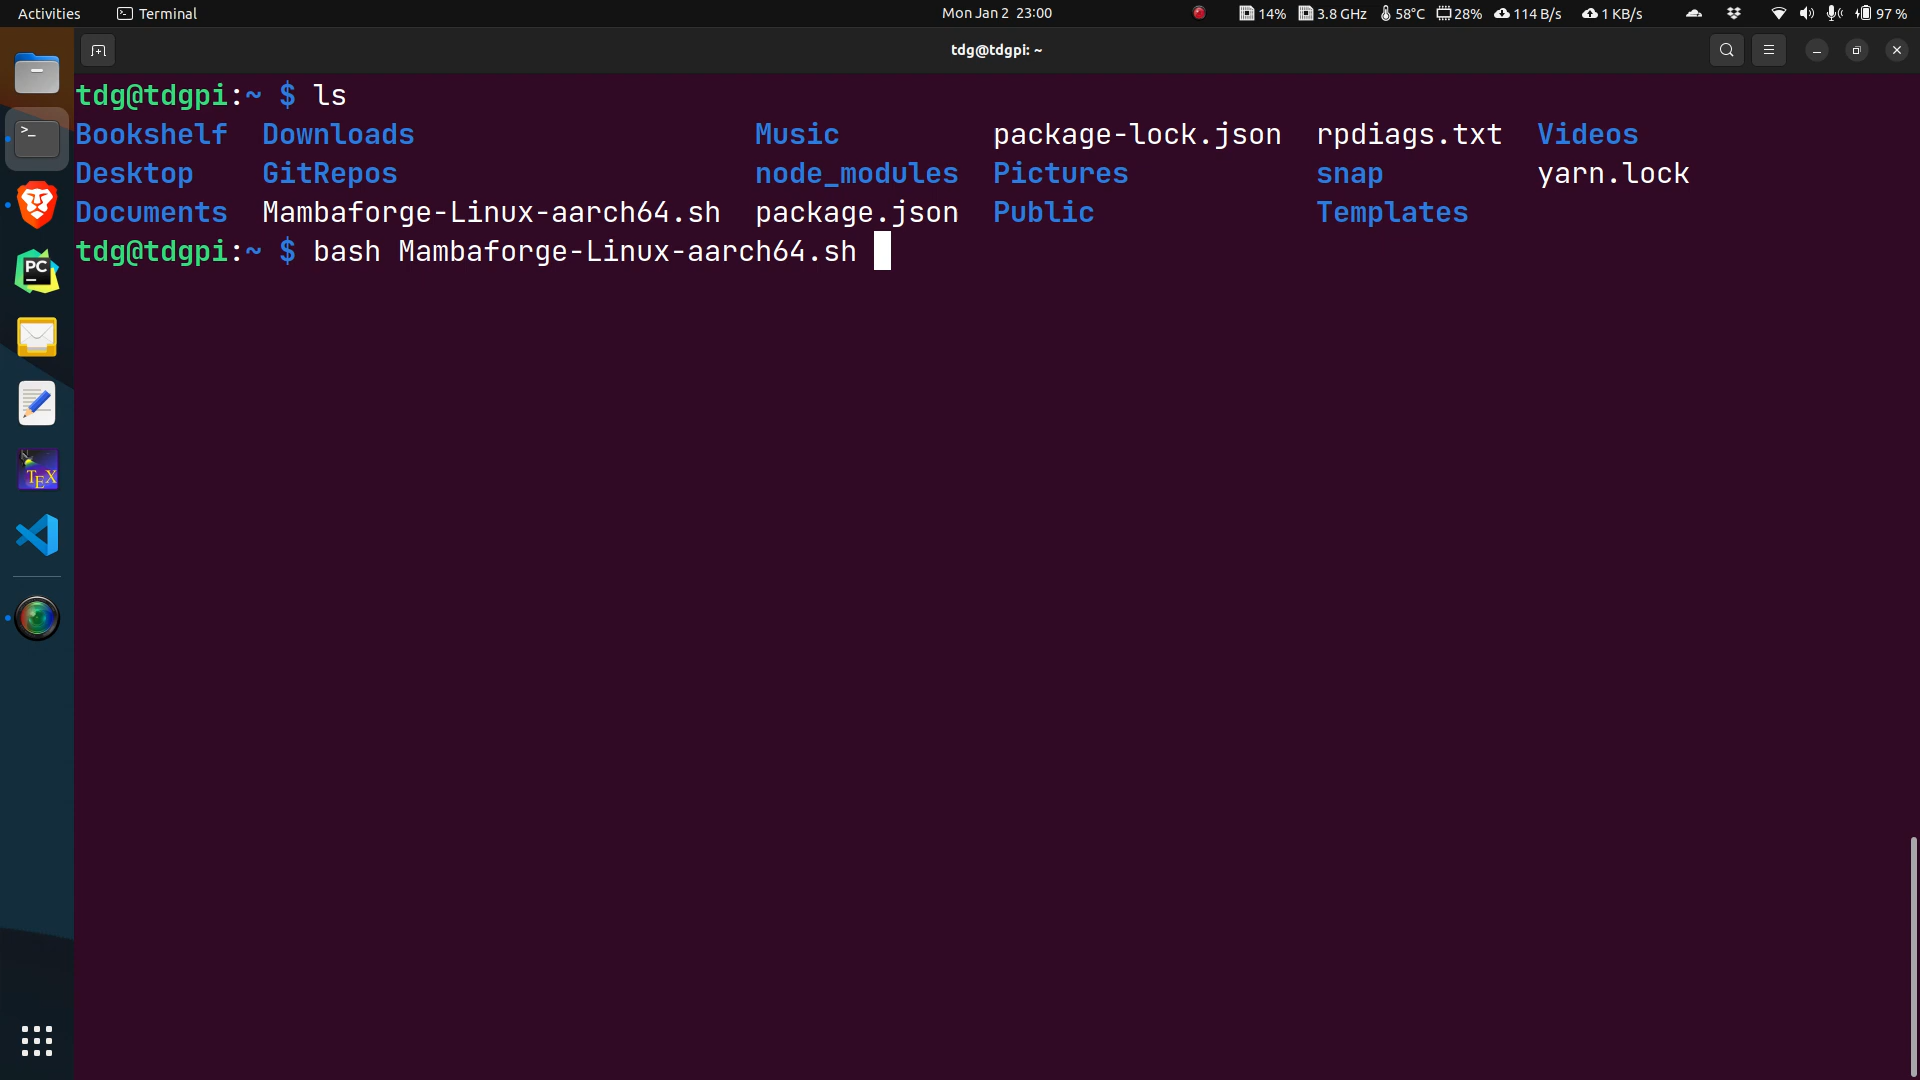 Activities Terminal Mon Jan 2 23:00 14% 3.8 GHz 58°C 28% 114 B/s 1 KB/s 97 %
tdg@tdgpi: ~
tdg@tdgpi:~ $ ls
Bookshelf Downloads Music package-lock.json rpdiags.txt Videos
Desktop GitRepos node_modules Pictures snap yarn.lock
Documents Mambaforge-Linux-aarch64.sh package.json Public Templates
tdg@tdgpi:~ $ bash Mambaforge-Linux-aarch64.sh
>_
PC
TEX